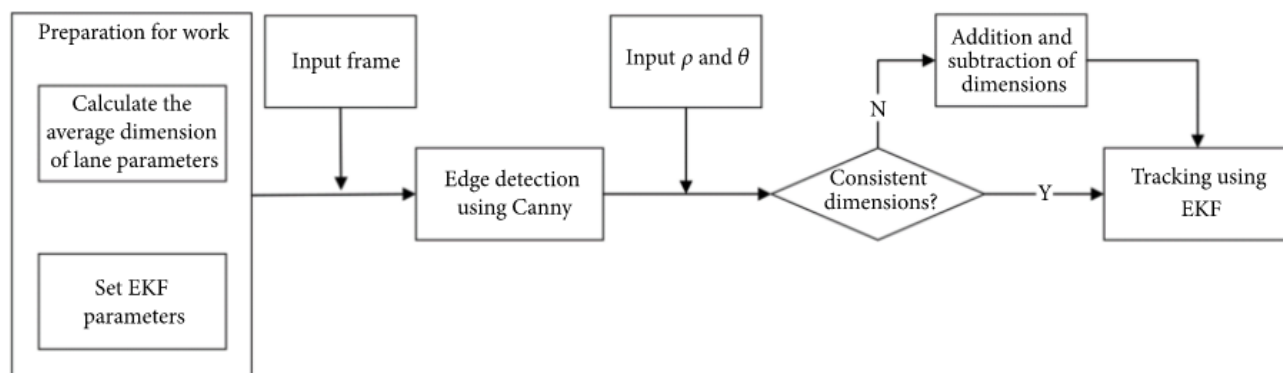 Preparation for work
Calculate the
average dimension
of lane parameters
Set EKF
parameters
Input frame
Edge detection
using Canny
Input ρ and θ
Consistent
dimensions?
N
Addition and
subtraction of
dimensions
Y
Tracking using
EKF